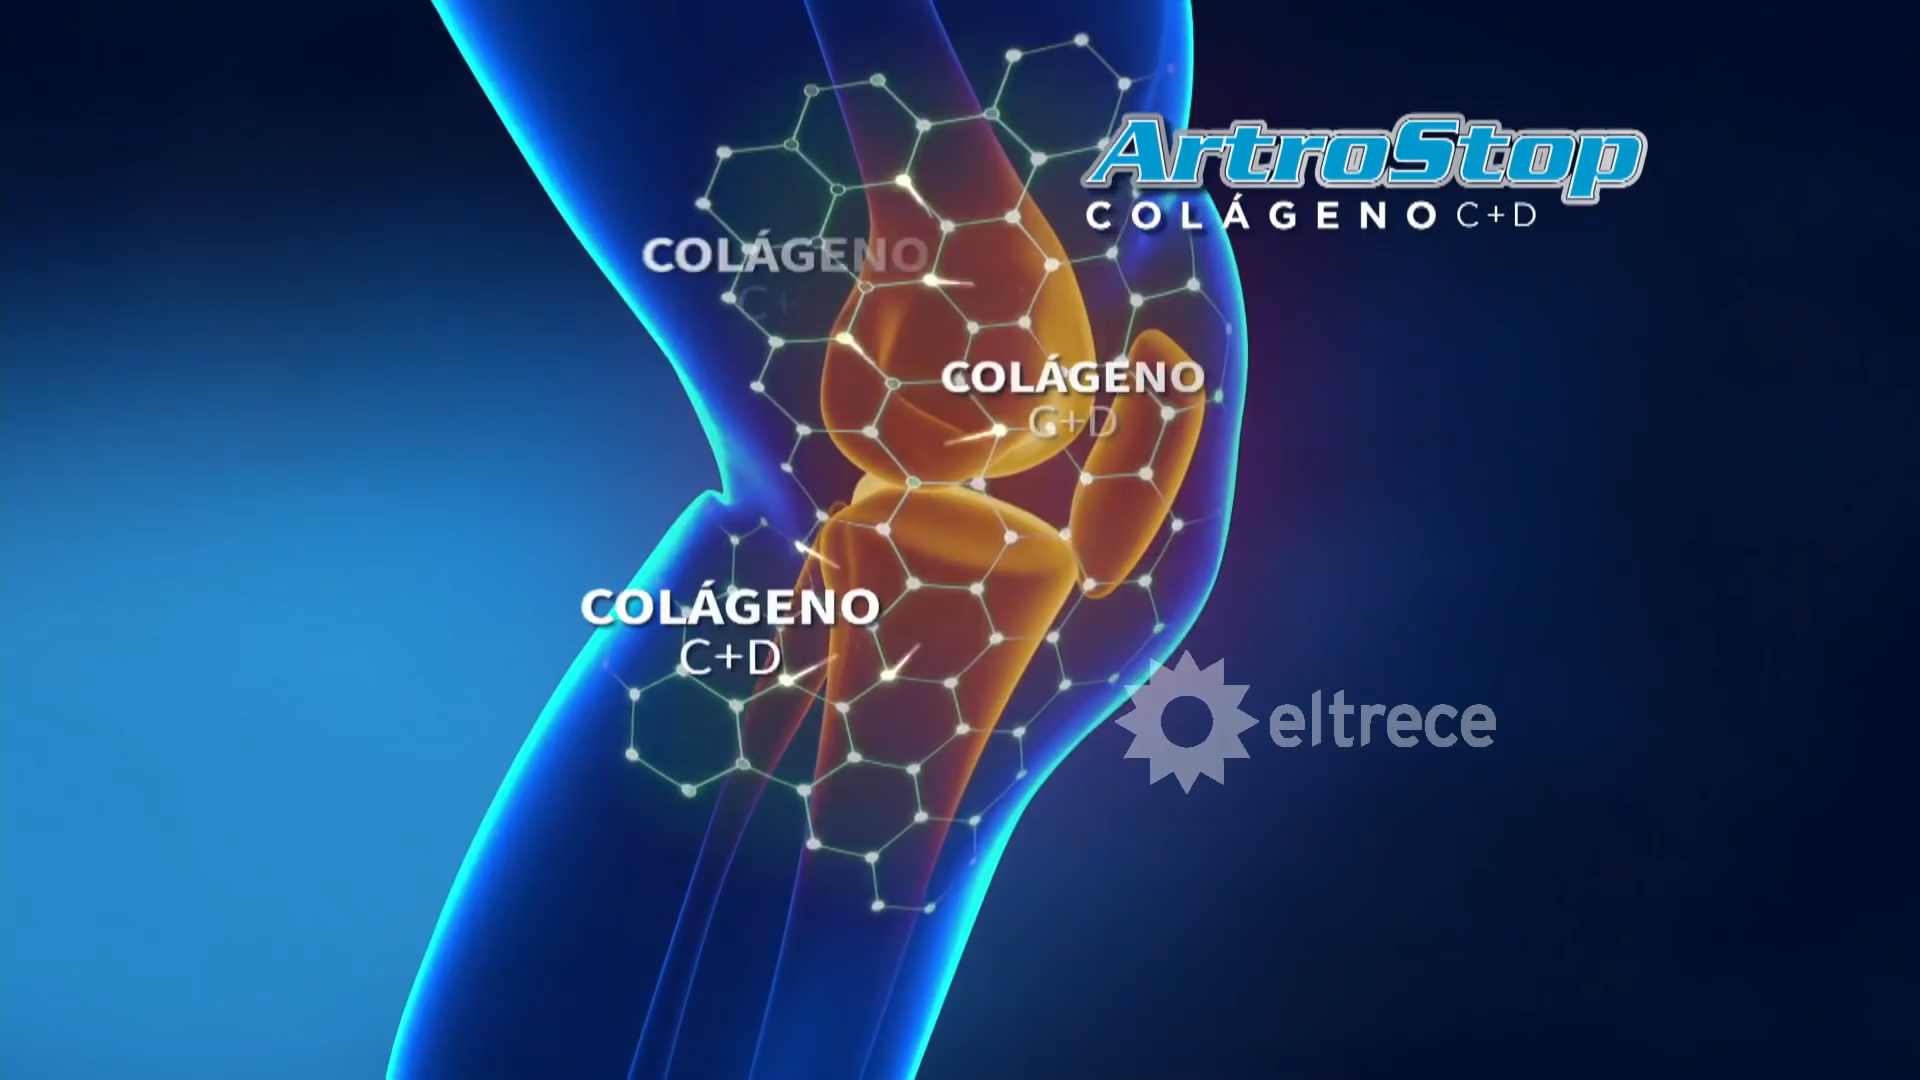 ArtroStop
COLÁGENO C+D
COLÁGENO
C+
COLÁGENO
C+D
COLÁGENO
C+D
eltrece